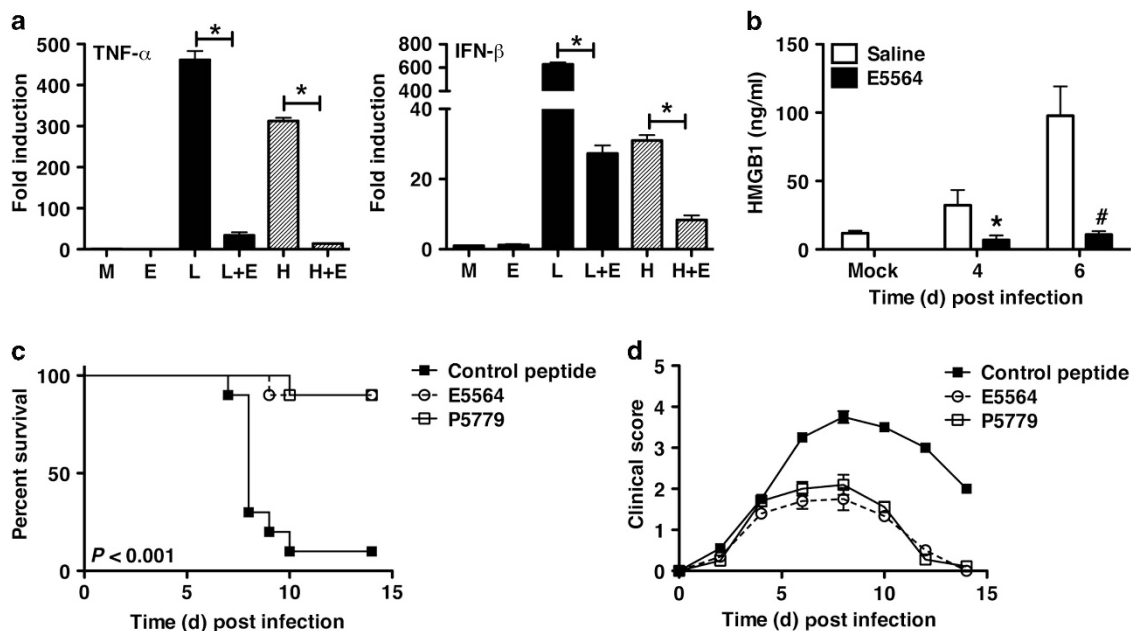 a
TNF-α
Fold induction
500
400
300
200
100
0
*
*
M E L L+E H H+E
IFN-β
Fold induction
800
600
400
200
40
20
0
*
*
M E L L+E H H+E
b
Saline
E5564
HMGB1 (ng/ml)
150
100
50
0
*
#
Mock 4 6
Time (d) post infection
c
Control peptide
E5564
P5779
Percent survival
100
50
0
P < 0.001
0 5 10 15
Time (d) post infection
d
Control peptide
E5564
P5779
Clinical score
5
4
3
2
1
0
0 5 10 15
Time (d) post infection